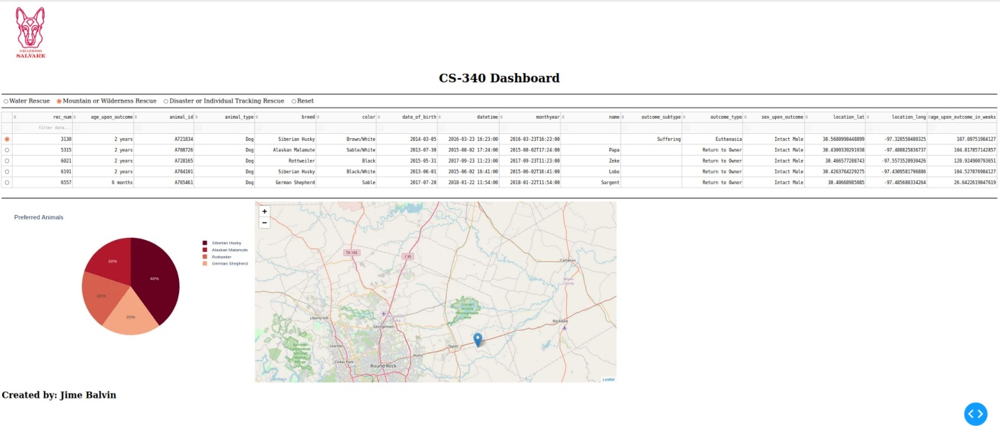 GRAZIOSO
SALVARE
CS-340 Dashboard
Water Rescue Mountain or Wilderness Rescue Disaster or Individual Tracking Rescue Reset
rec_num age_upon_outcome animal_id animal_type breed color date_of_birth datetime monthyear name outcome_subtype outcome_type sex_upon_outcome location_lat location_long age_upon_outcome_in_weeks
filter data...
3130 2 years A721834 Dog Siberian Husky Brown/White 2014-03-05 2016-03-23 16:23:00 2016-03-23T16:23:00 Suffering Euthanasia Intact Male 30.5680998448899 -97.320550480325 107.09751984127
5315 2 years A708726 Dog Alaskan Malamute Sable/White 2013-07-30 2015-08-02 17:24:00 2015-08-02T17:24:00 Papa Return to Owner Intact Male 30.4309339291938 -97.480825836737 104.817857142857
6021 2 years A728165 Dog Rottweiler Black 2015-05-31 2017-09-23 11:23:00 2017-09-23T11:23:00 Zeke Return to Owner Intact Male 30.466577208743 -97.5573520930426 120.924900793651
6191 2 years A704101 Dog Siberian Husky Black/White 2013-06-01 2015-06-02 16:41:00 2015-06-02T16:41:00 Lobo Return to Owner Intact Male 30.4263764229275 -97.4309581796886 104.527876984127
6557 6 months A765461 Dog German Shepherd Sable 2017-07-20 2018-01-22 11:54:00 2018-01-22T11:54:00 Sargent Return to Owner Intact Male 30.40668985085 -97.485680334264 26.6422619047619
Preferred Animals
Siberian Husky
Alaskan Malamute
Rottweiler
German Shepherd
20%
40%
20%
20%
+
−
TX 195
I 35
Cameron
Milam
County
Granger
Wildlife
Management
Area
Liberty Hill
Georgetown
Rockdale
Leander
Taylor
Balcones
Canyonlands
National
Wildlife
Refuge
Hutto
Cedar Park
Round Rock
Leaflet
Created by: Jime Balvin